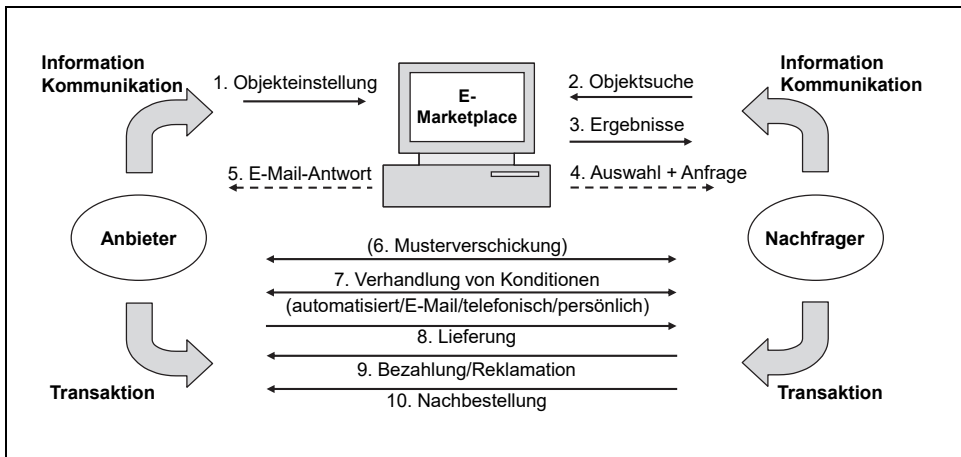 Information
Kommunikation
1. Objekteinstellung
E-
Marketplace
2. Objektsuche
3. Ergebnisse
Information
Kommunikation
5. E-Mail-Antwort
4. Auswahl + Anfrage
Anbieter
Nachfrager
(6. Musterverschickung)
7. Verhandlung von Konditionen
(automatisiert/E-Mail/telefonisch/persönlich)
8. Lieferung
9. Bezahlung/Reklamation
10. Nachbestellung
Transaktion
Transaktion